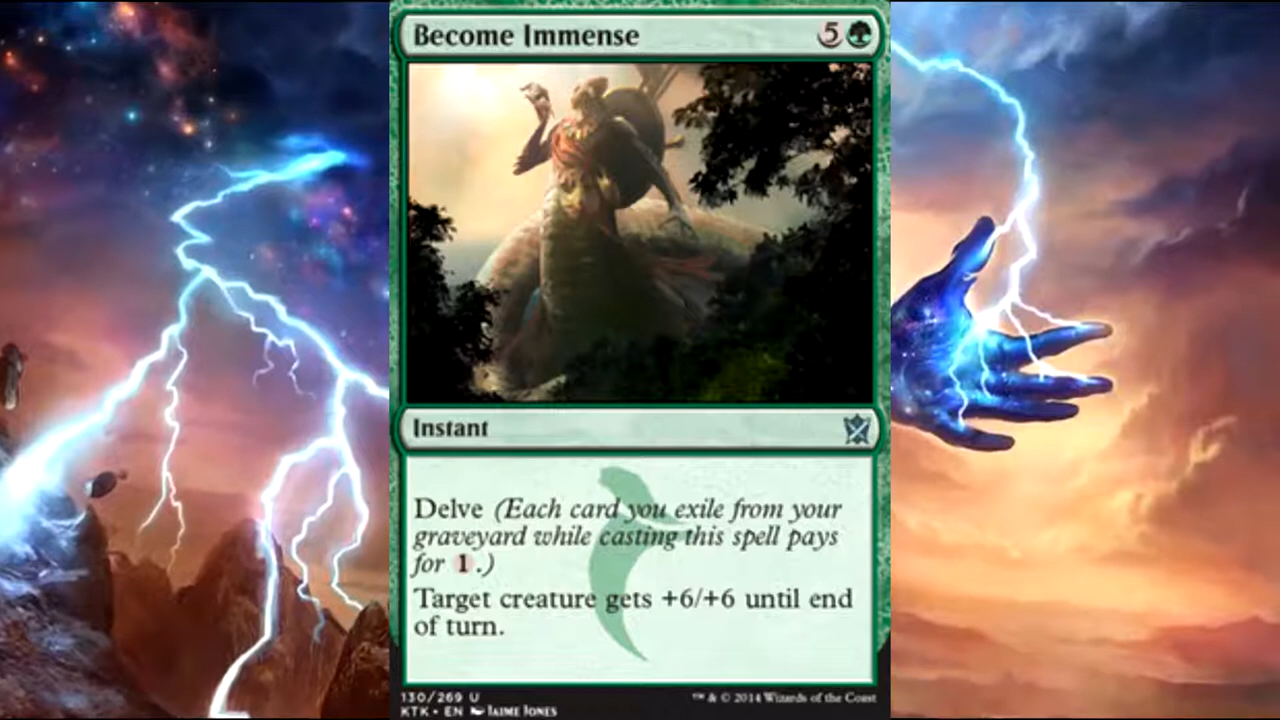 Become Immense 5
Instant
Delve (Each card you exile from your
graveyard while casting this spell pays
for 1.)
Target creature gets +6/+6 until end
of turn.
130/269 U ™ & © 2014 Wizards of the Coast
KTK • EN Jaime Jones